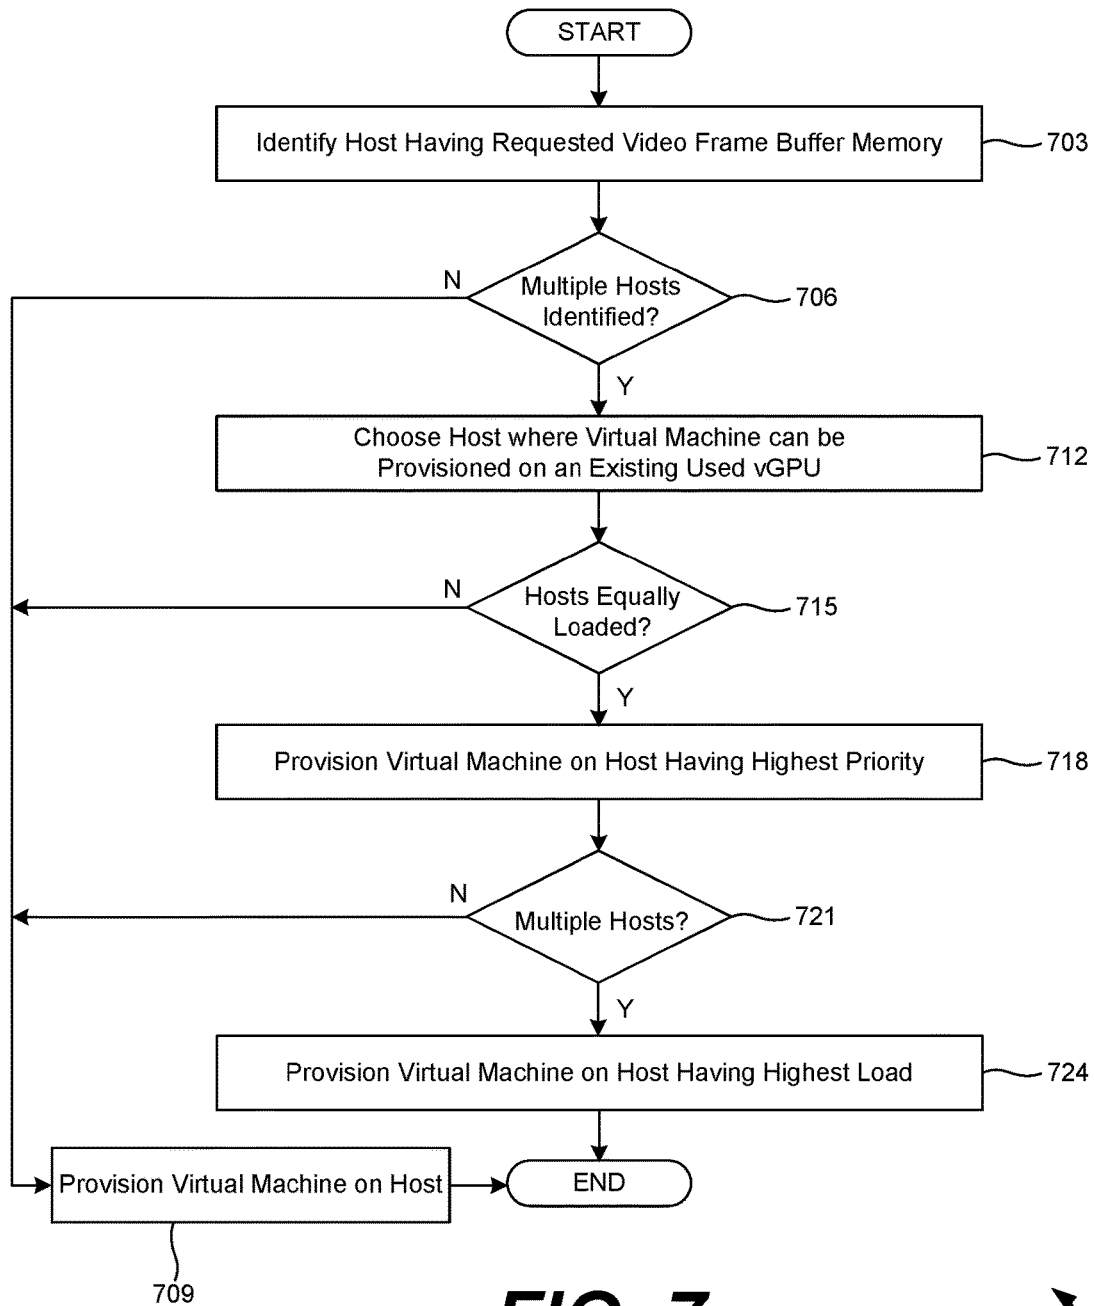 START
Identify Host Having Requested Video Frame Buffer Memory
703
N
Multiple Hosts
Identified?
706
Y
Choose Host where Virtual Machine can be
Provisioned on an Existing Used vGPU
712
N
Hosts Equally
Loaded?
715
Y
Provision Virtual Machine on Host Having Highest Priority
718
N
Multiple Hosts?
721
Y
Provision Virtual Machine on Host Having Highest Load
724
Provision Virtual Machine on Host
END
709
FIG. 7